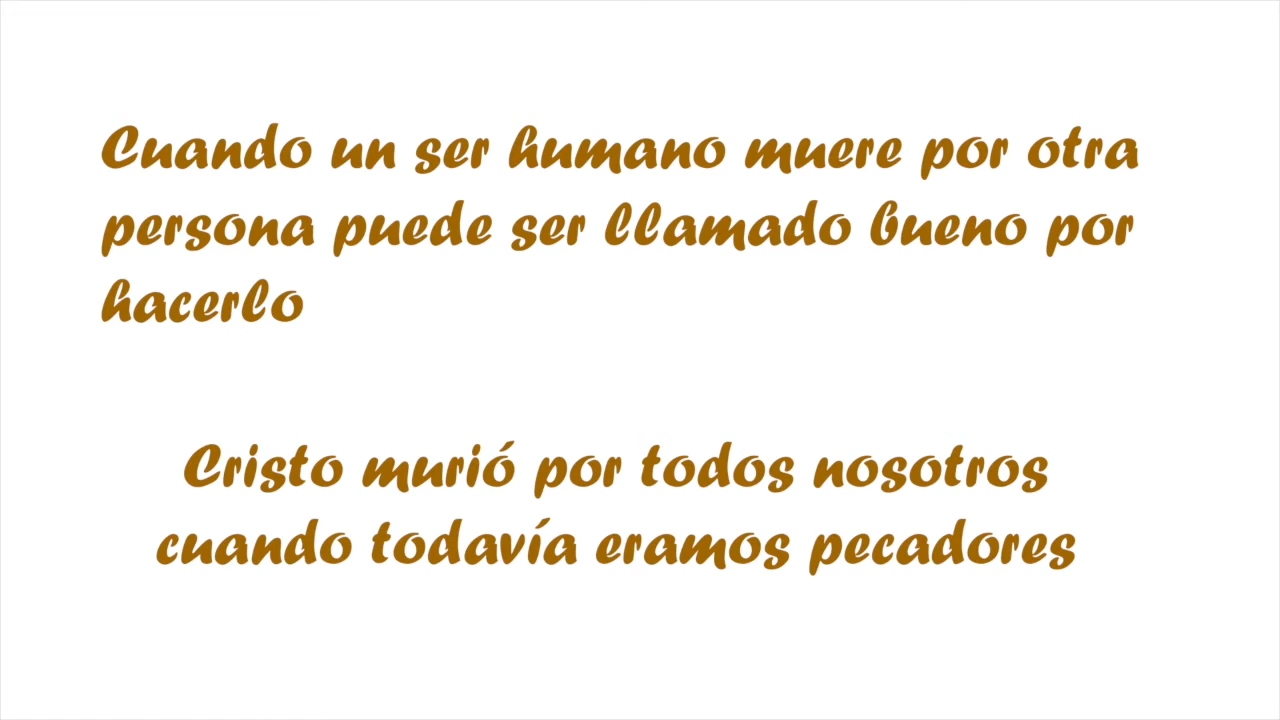 Cuando un ser humano muere por otra
persona puede ser llamado bueno por
hacerlo
Cristo murió por todos nosotros
cuando todavía eramos pecadores